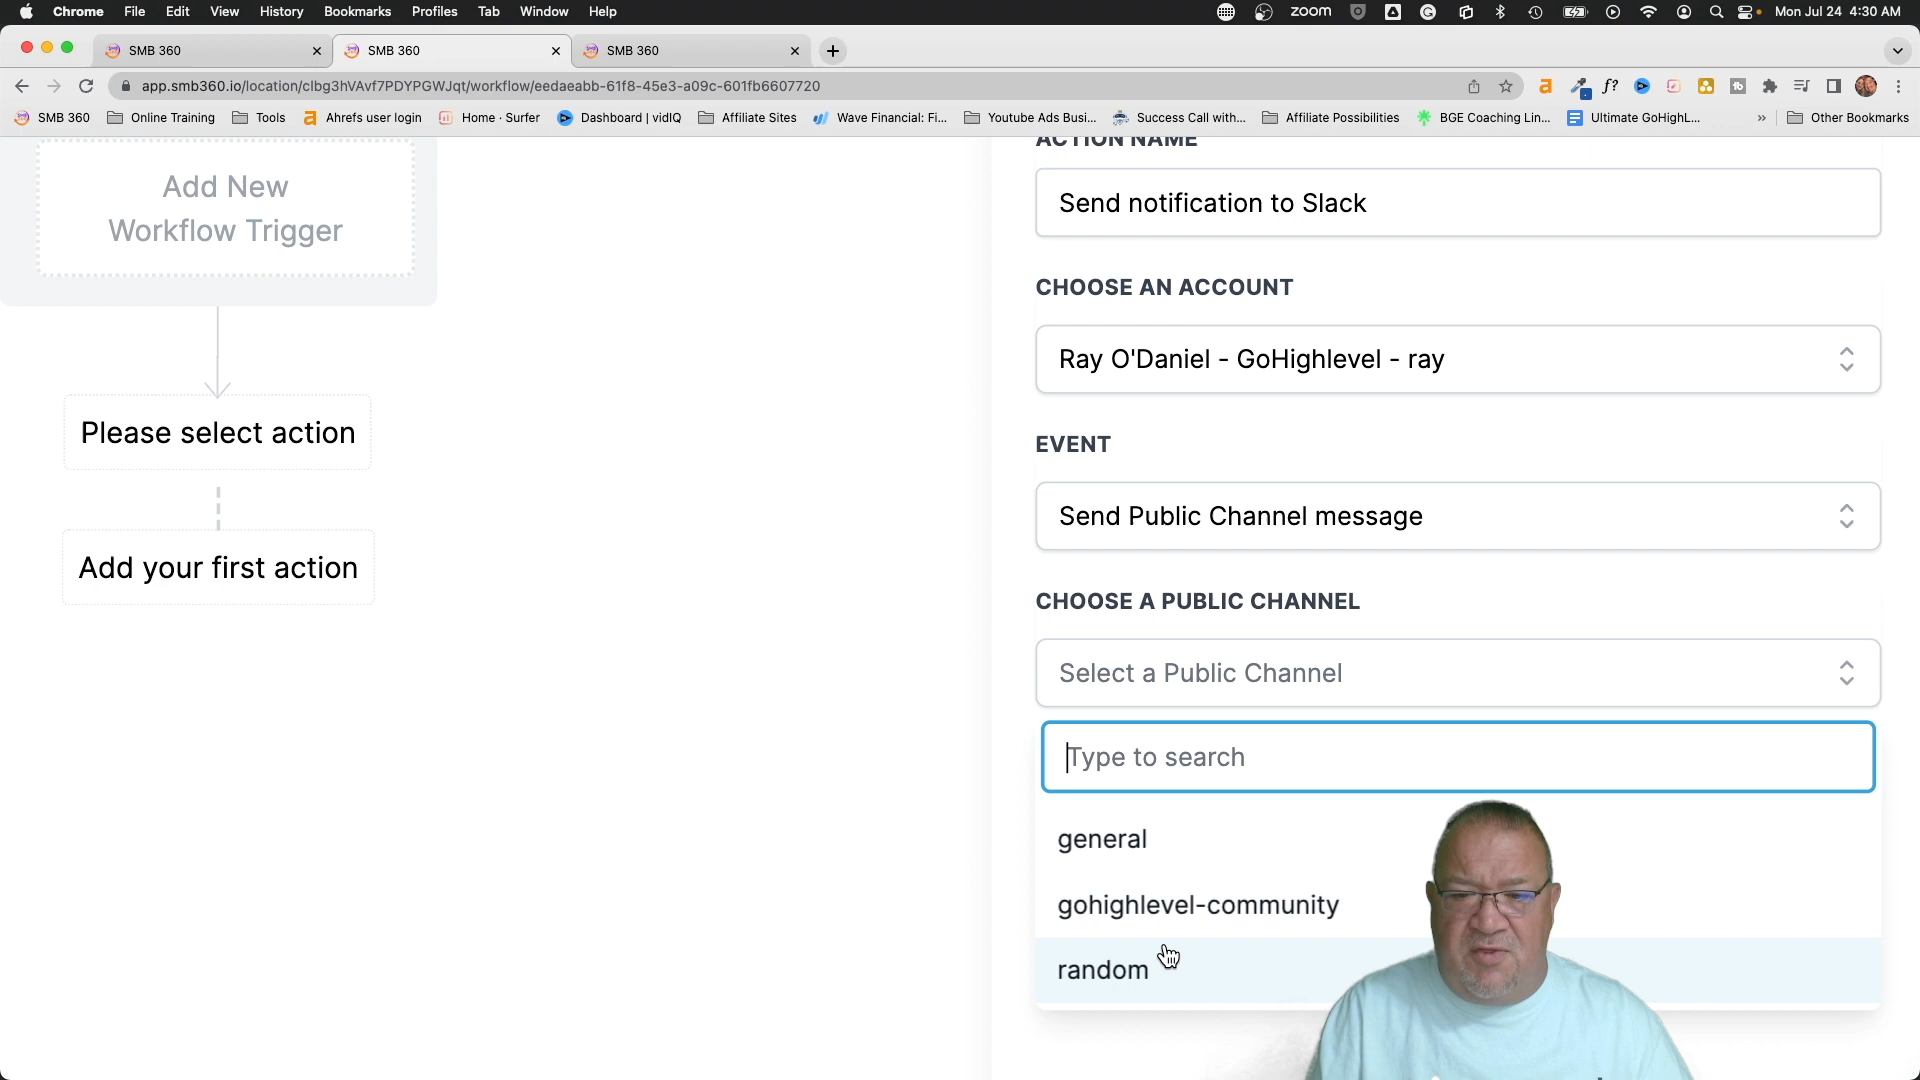 Chrome File Edit View History Bookmarks Profiles Tab Window Help zoom Mon Jul 24 4:30 AM
SMB 360 SMB 360 SMB 360
app.smb360.io/location/clbg3hVAvf7PDYPGWJqt/workflow/eedaeabb-61f8-45e3-a09c-601fb6607720
SMB 360 Online Training Tools Ahrefs user login Home · Surfer Dashboard | vidIQ Affiliate Sites Wave Financial: Fi... Youtube Ads Busi... Success Call with... Affiliate Possibilities BGE Coaching Lin... Ultimate GoHighL... » Other Bookmarks
Add New
Workflow Trigger
Please select action
Add your first action
ACTION NAME
Send notification to Slack
CHOOSE AN ACCOUNT
Ray O'Daniel - GoHighlevel - ray
EVENT
Send Public Channel message
CHOOSE A PUBLIC CHANNEL
Select a Public Channel
Type to search
general
gohighlevel-community
random